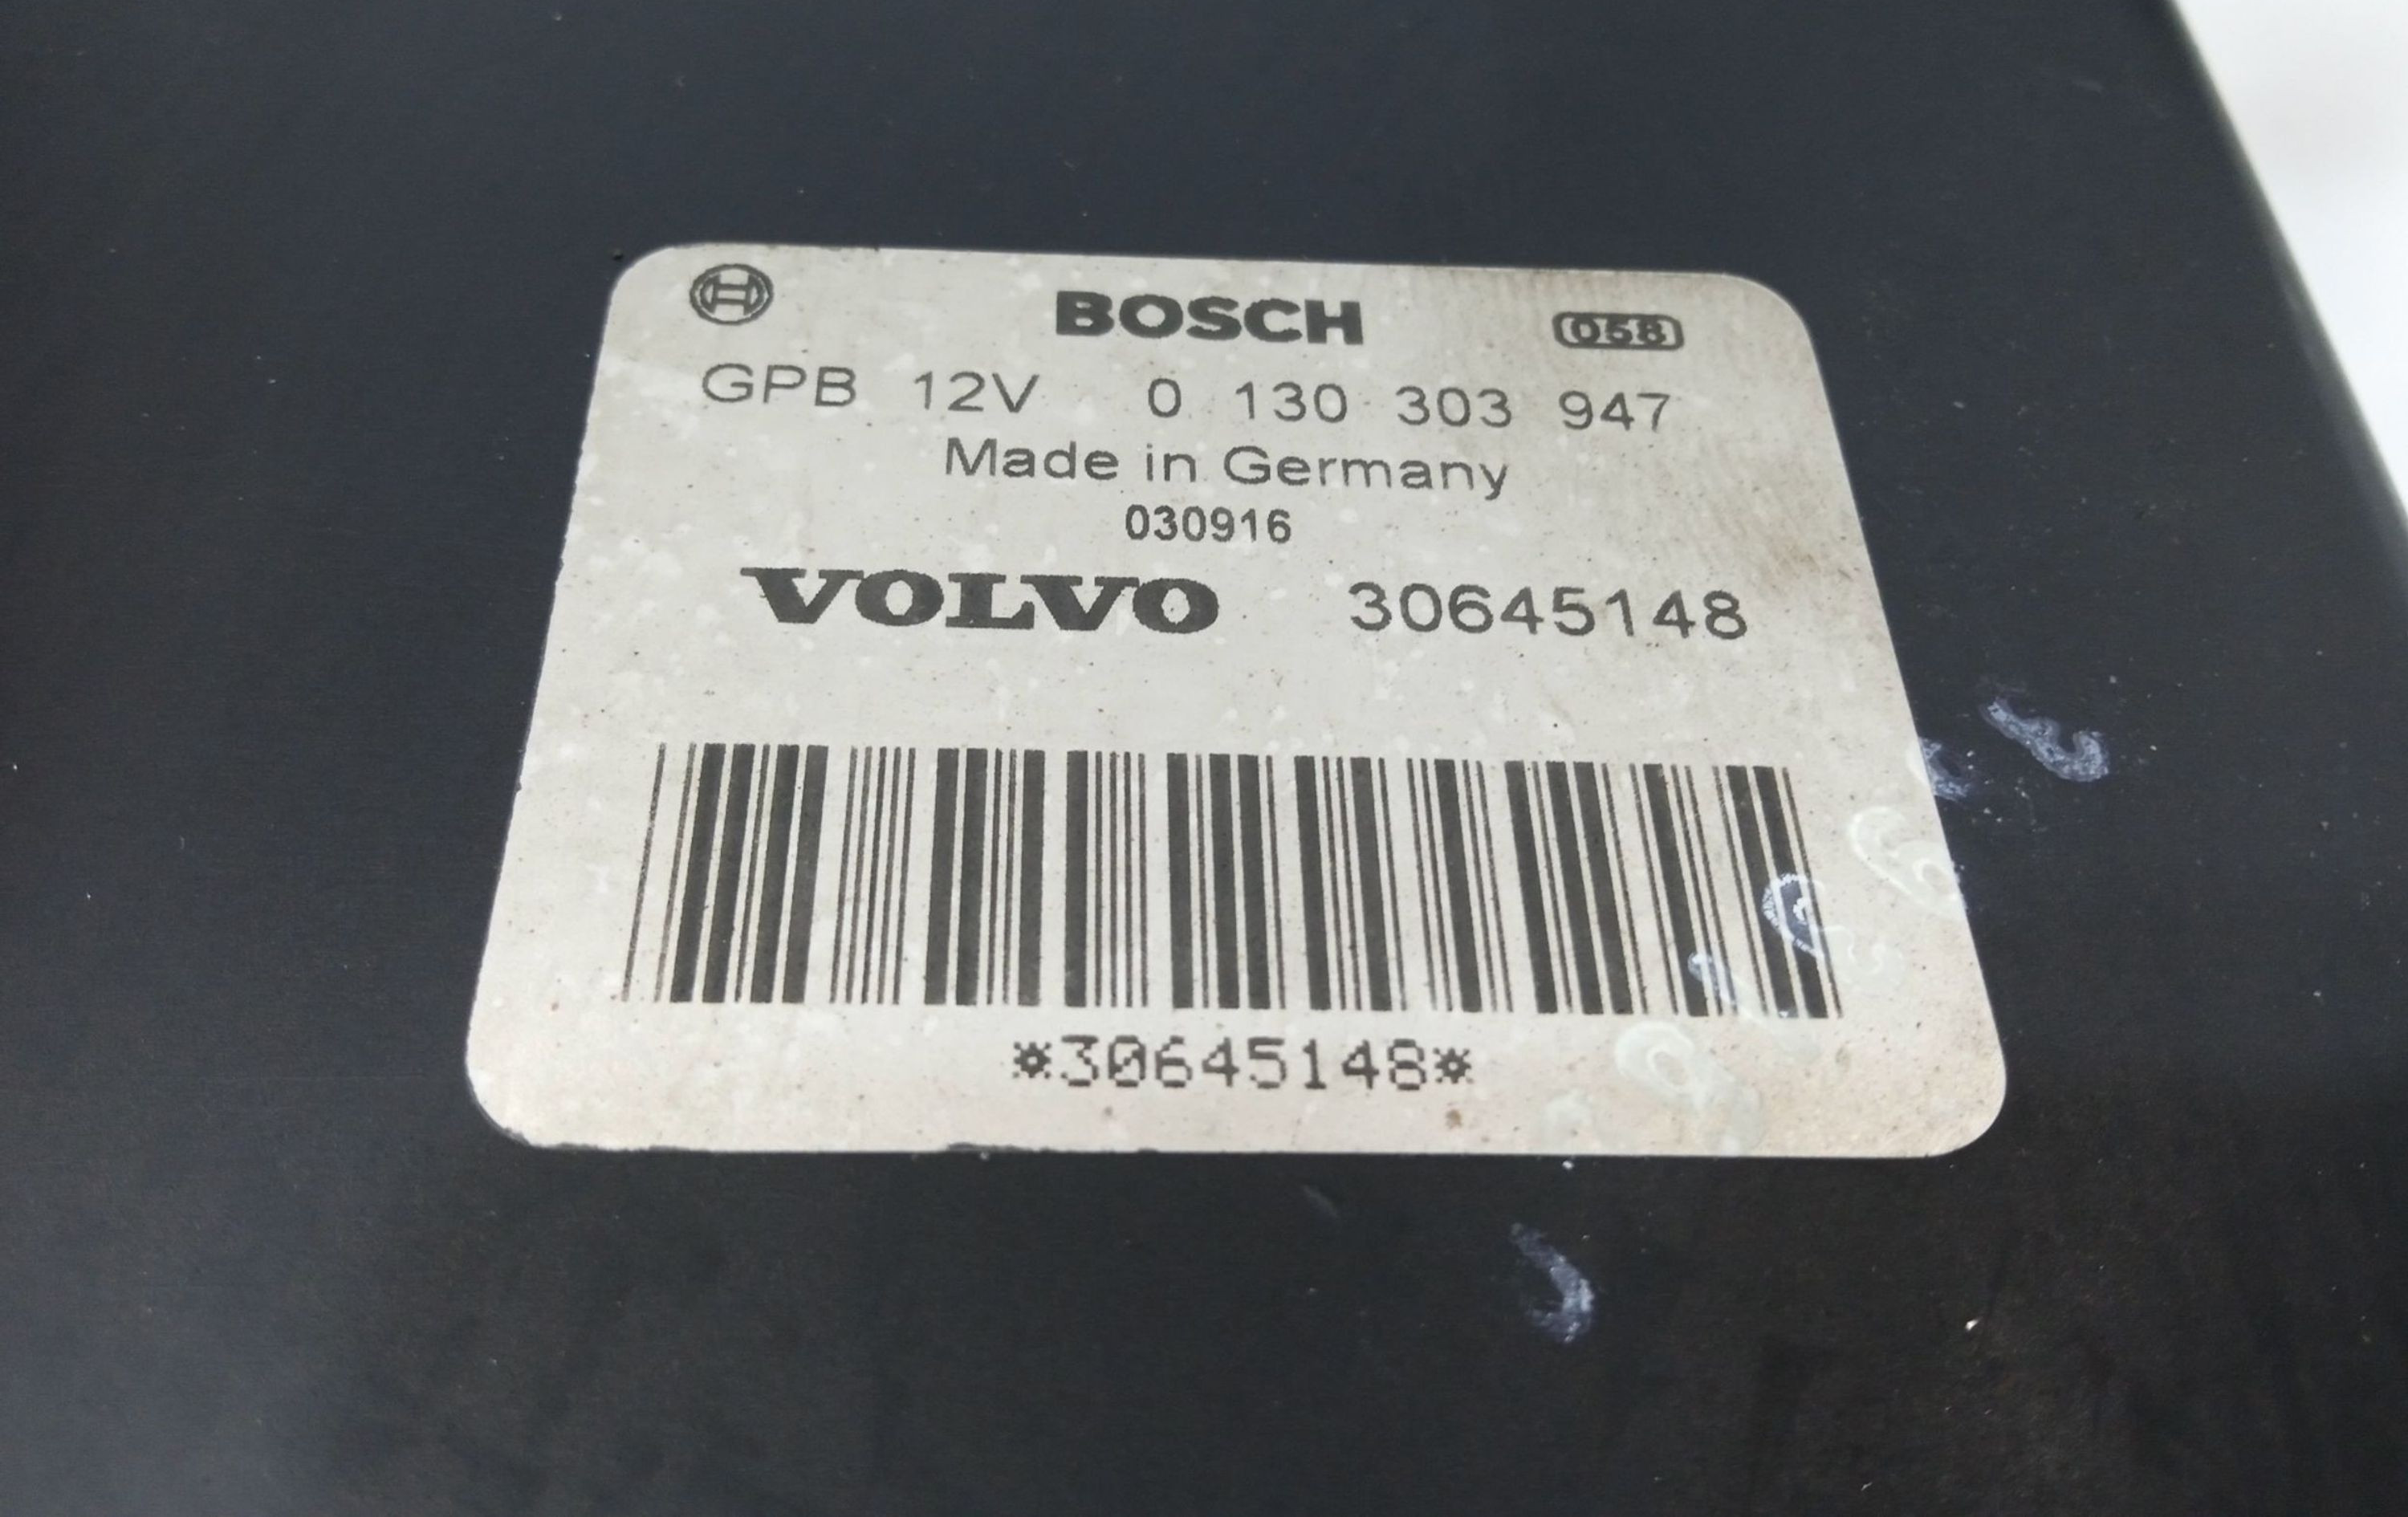 BOSCH 058
GPB 12V 0 130 303 947
Made in Germany
030916
VOLVO 30645148
*30645148*